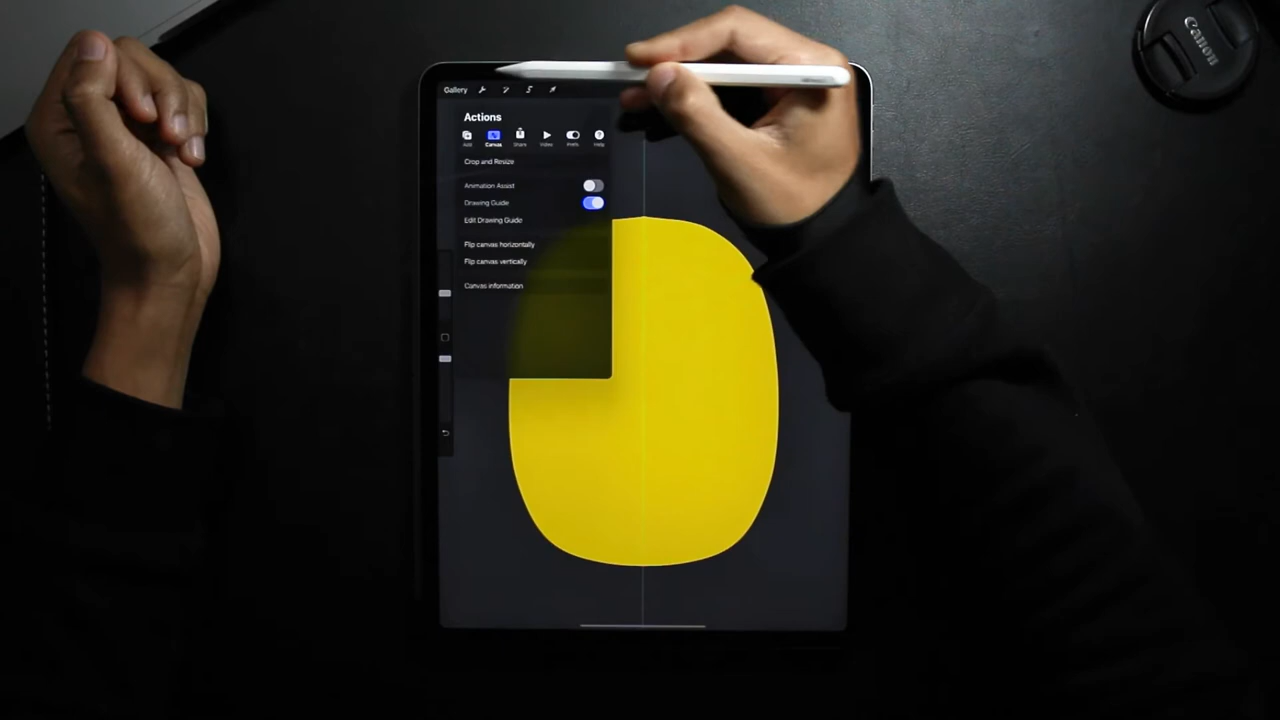 Canon
Gallery
Actions
Add Canvas Share Video Prefs Help
Crop and Resize
Animation Assist
Drawing Guide
Edit Drawing Guide
Flip canvas horizontally
Flip canvas vertically
Canvas information